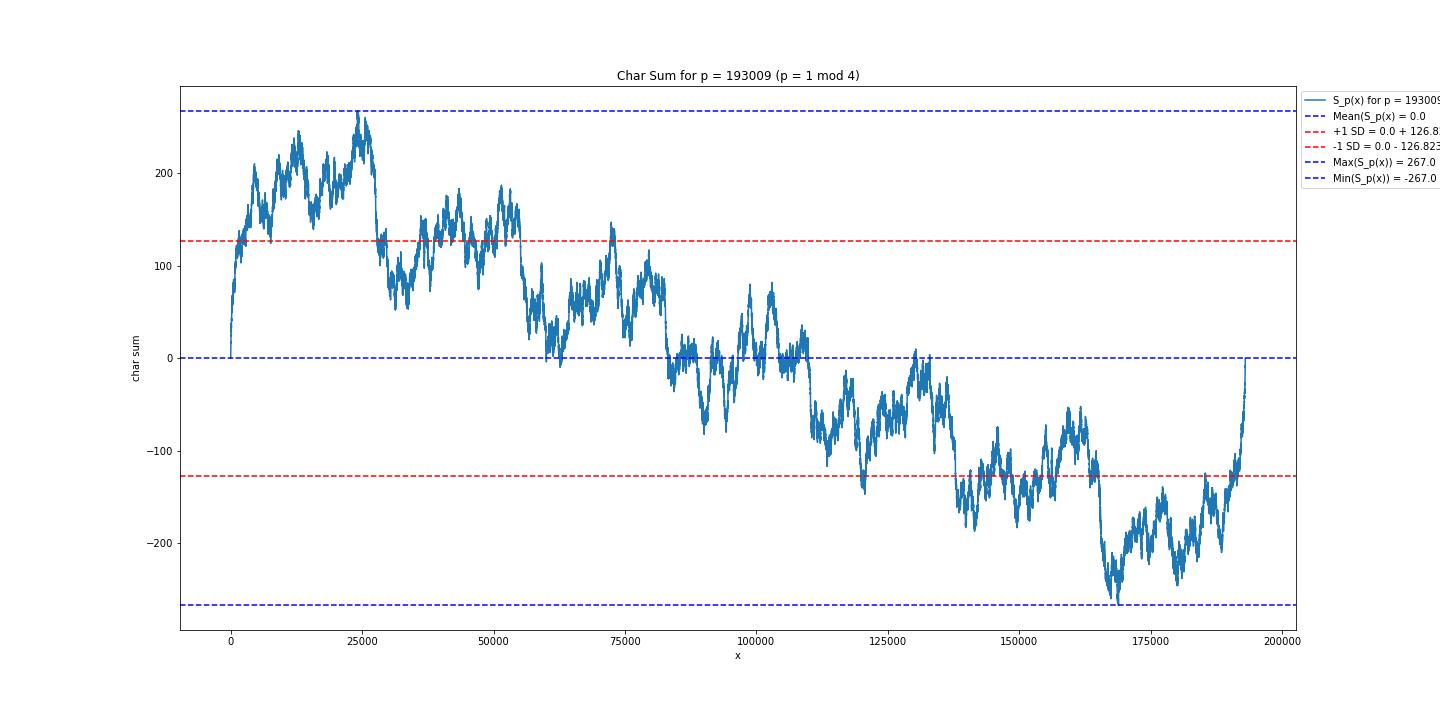 Char Sum for p = 193009 (p = 1 mod 4)
S_p(x) for p = 193009
Mean(S_p(x) = 0.0
+1 SD = 0.0 + 126.82
-1 SD = 0.0 - 126.823
Max(S_p(x)) = 267.0
Min(S_p(x)) = -267.0
char sum
200
100
0
−100
−200
0 25000 50000 75000 100000 125000 150000 175000 200000
x